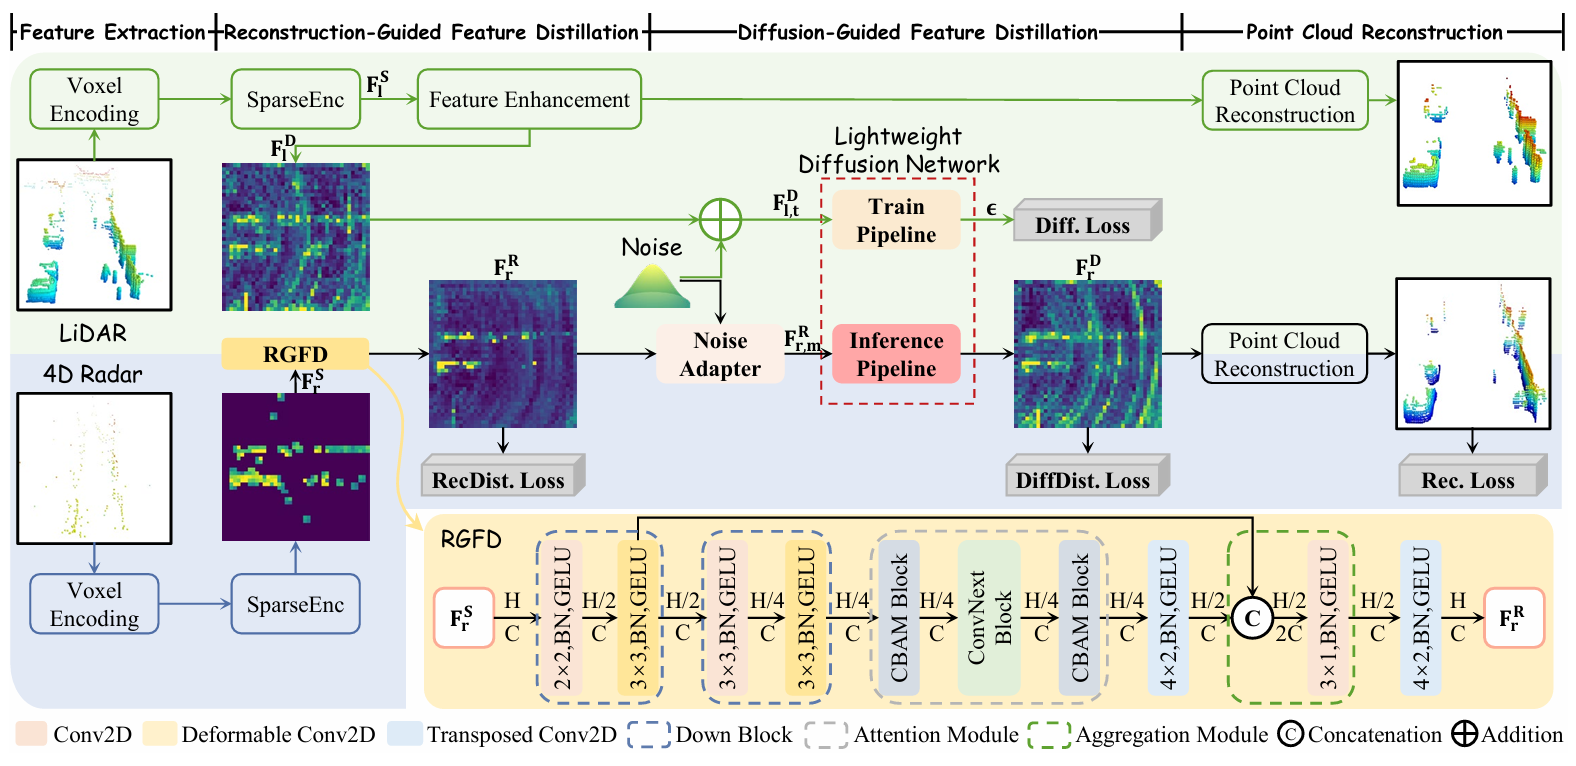 Feature Extraction
Reconstruction-Guided Feature Distillation
Diffusion-Guided Feature Distillation
Point Cloud Reconstruction
Voxel
Encoding
SparseEnc
F_l^S
Feature Enhancement
Point Cloud
Reconstruction
F_l^D
Lightweight
Diffusion Network
F_{l,t}^D
Train
Pipeline
ϵ
Diff. Loss
Noise
F_r^R
F_r^D
LiDAR
RGFD
Noise
Adapter
F_{r,m}^R
Inference
Pipeline
Point Cloud
Reconstruction
4D Radar
F_r^S
RecDist. Loss
DiffDist. Loss
Rec. Loss
Voxel
Encoding
SparseEnc
RGFD
F_r^S
H
C
2×2,BN,GELU
H/2
C
3×3,BN,GELU
H/2
C
3×3,BN,GELU
H/4
C
3×3,BN,GELU
H/4
C
CBAM Block
H/4
C
ConvNext
Block
H/4
C
CBAM Block
H/4
C
4×2,BN,GELU
H/2
C
C
H/2
2C
3×1,BN,GELU
H/2
C
4×2,BN,GELU
H
C
F_r^R
Conv2D
Deformable Conv2D
Transposed Conv2D
Down Block
Attention Module
Aggregation Module
C Concatenation
Addition